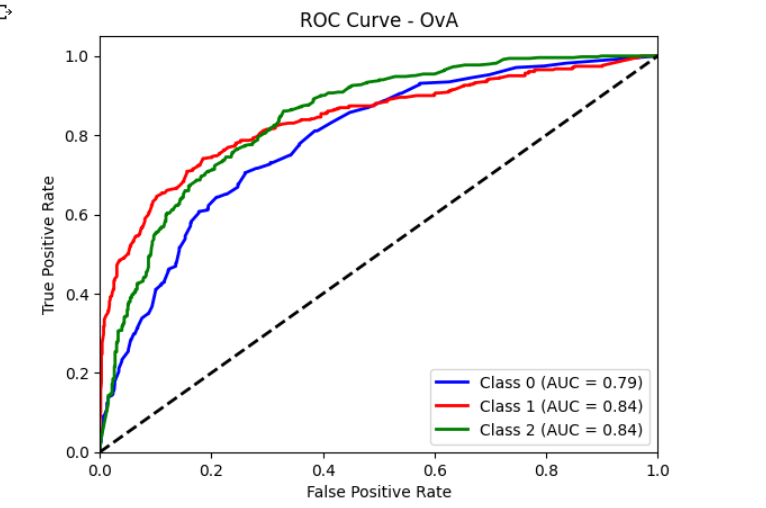 ROC Curve - OvA
True Positive Rate
1.0
0.8
0.6
0.4
0.2
0.0
0.0 0.2 0.4 0.6 0.8 1.0
False Positive Rate
Class 0 (AUC = 0.79)
Class 1 (AUC = 0.84)
Class 2 (AUC = 0.84)